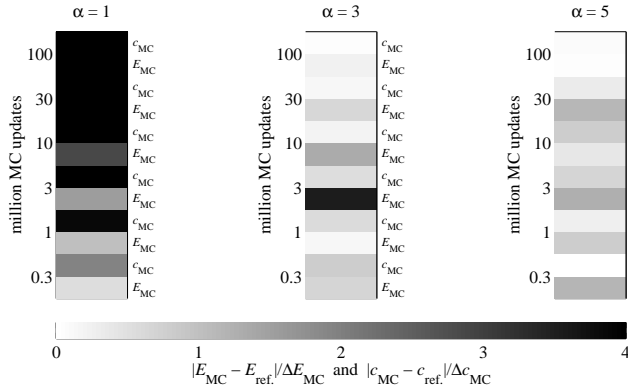 α = 1
α = 3
α = 5
million MC updates
100
30
10
3
1
0.3
c_MC
E_MC
c_MC
E_MC
c_MC
E_MC
c_MC
E_MC
c_MC
E_MC
c_MC
E_MC
million MC updates
100
30
10
3
1
0.3
c_MC
E_MC
c_MC
E_MC
c_MC
E_MC
c_MC
E_MC
c_MC
E_MC
c_MC
E_MC
million MC updates
100
30
10
3
1
0.3
0 1 2 3 4
|E_MC − E_ref.|/ΔE_MC and |c_MC − c_ref.|/Δc_MC